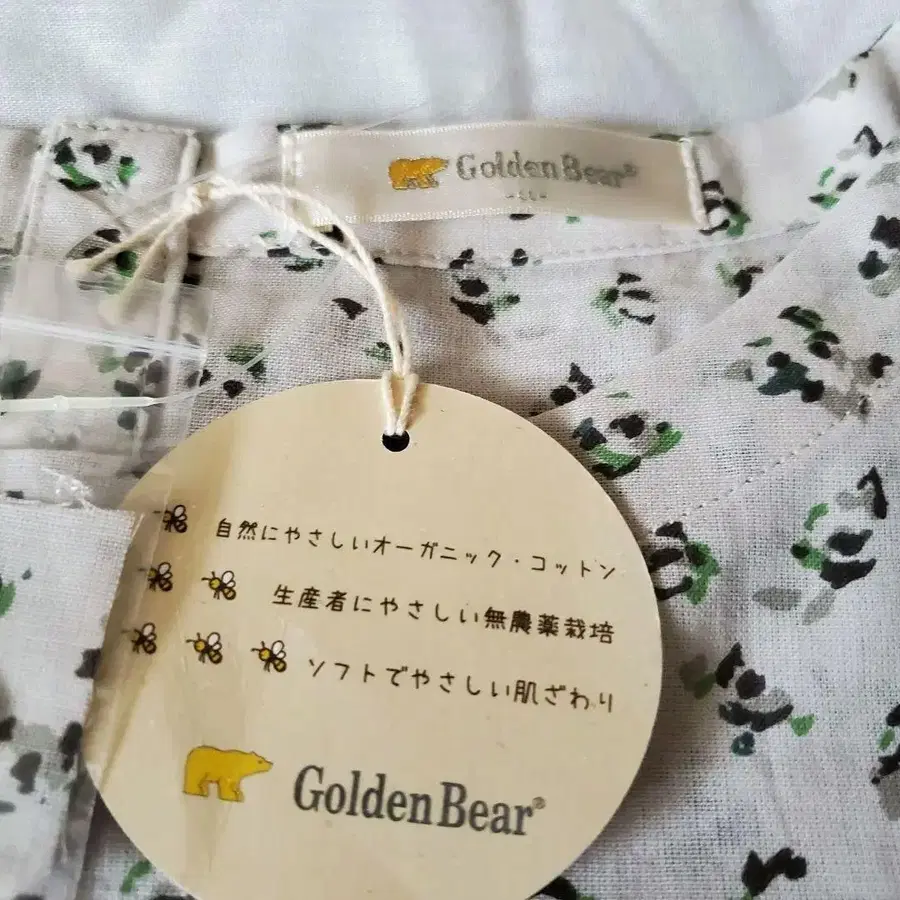 Golden Bear®
-LL-
自然にやさしいオーガニック・コットン
生産者にやさしい無農薬栽培
ソフトでやさしい肌ざわり
Golden Bear®